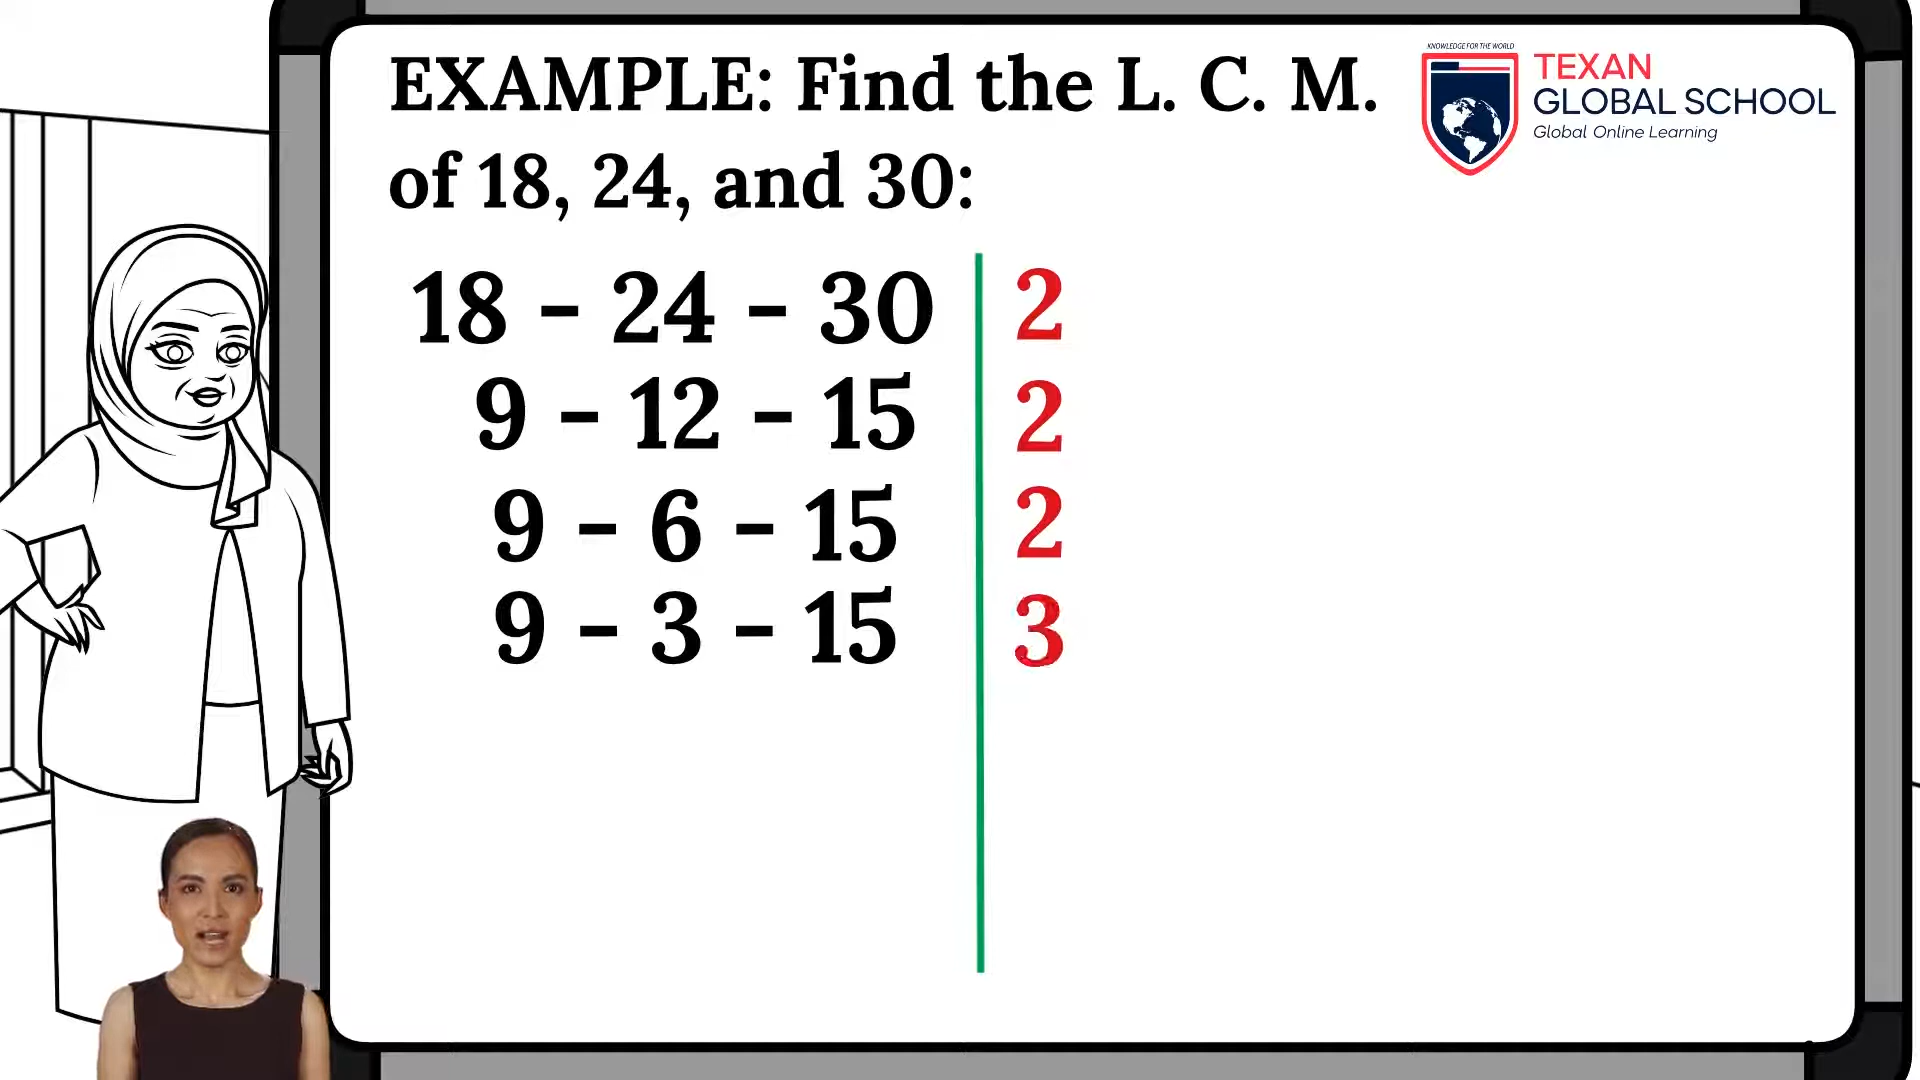 EXAMPLE: Find the L. C. M.
of 18, 24, and 30:
KNOWLEDGE FOR THE WORLD
TEXAN
GLOBAL SCHOOL
Global Online Learning
18 - 24 - 30 2
9 - 12 - 15 2
9 - 6 - 15 2
9 - 3 - 15 3